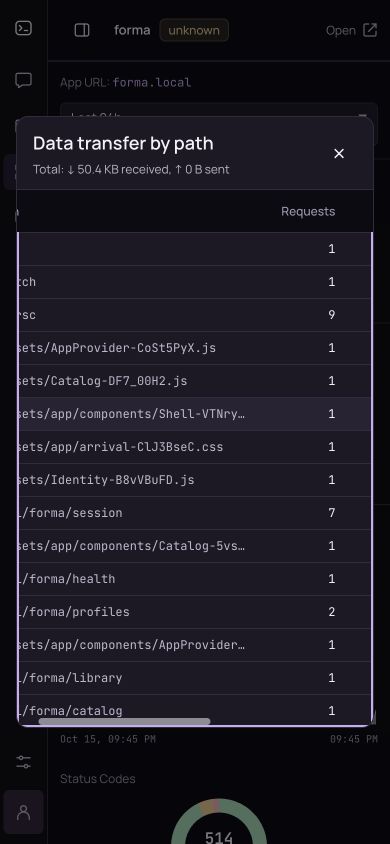 forma unknown Open
App URL: forma.local
Data transfer by path
Total: ↓ 50.4 KB received, ↑ 0 B sent
Requests
1
tch 1
rsc 9
sets/AppProvider-CoSt5PyX.js 1
sets/Catalog-DF7_00H2.js 1
sets/app/components/Shell-VTNry… 1
sets/app/arrival-ClJ3BseC.css 1
sets/Identity-B8vVBuFD.js 1
/forma/session 7
sets/app/components/Catalog-5vs… 1
/forma/health 1
/forma/profiles 2
sets/app/components/AppProvider… 1
/forma/library 1
/forma/catalog 1
Oct 15, 09:45 PM 09:45 PM
Status Codes
514